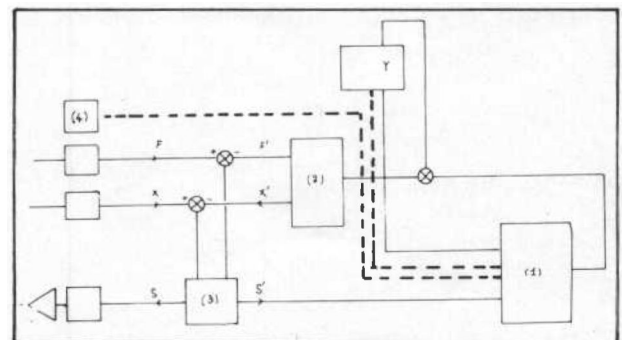 Y
(4)
F
+
-
(2)
X
+
-
X'
(1)
S
(3)
S'